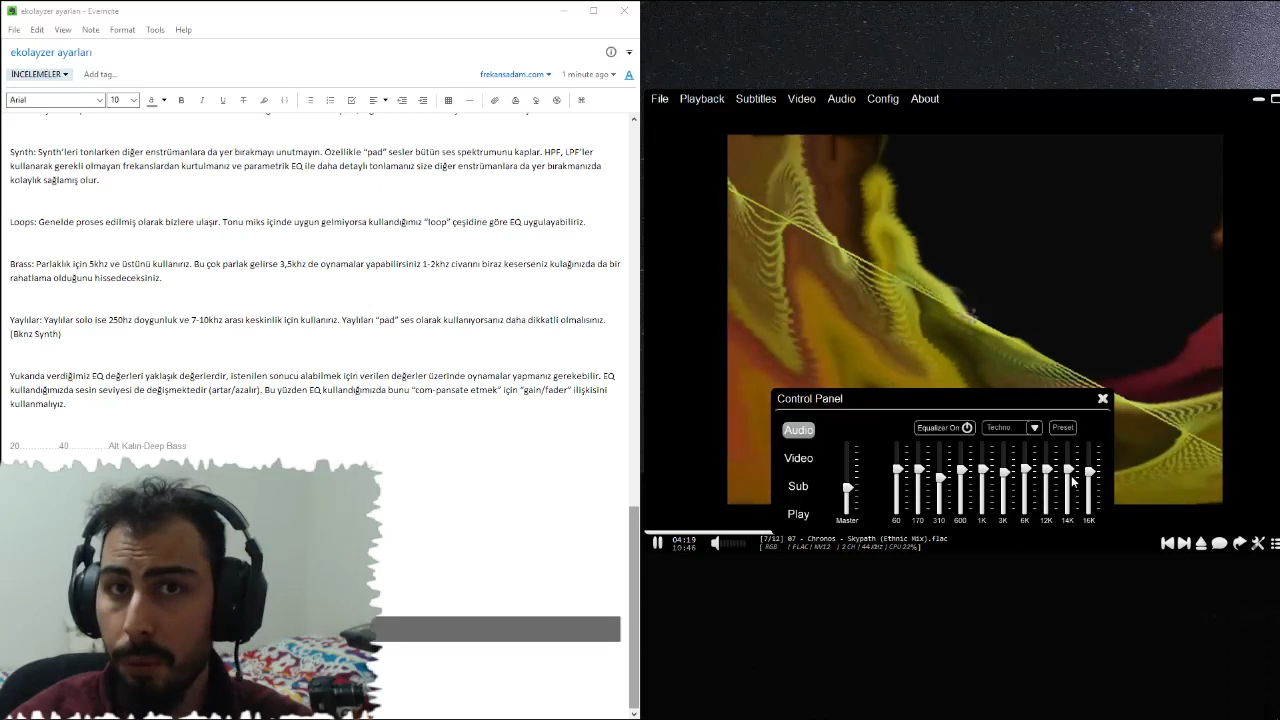 ekolayzer ayarları - Evernote
File Edit View Note Format Tools Help
ekolayzer ayarları
İNCELEMELER Add tag... frekansadam.com 1 minute ago
Arial 10
Synth: Synth'leri tonlarken diğer enstrümanlara da yer bırakmayı unutmayın. Özellikle "pad" sesler bütün ses spektrumunu kaplar. HPF, LPF'ler
kullanarak gerekli olmayan frekanslardan kurtulmanız ve parametrik EQ ile daha detaylı tonlamanız size diğer enstrümanlara da yer bırakmanızda
kolaylık sağlamış olur.
Loops: Genelde proses edilmiş olarak bizlere ulaşır. Tonu miks içinde uygun gelmiyorsa kullandığımız "loop" çeşidine göre EQ uygulayabiliriz.
Brass: Parlaklık için 5khz ve üstünü kullanırız. Bu çok parlak gelirse 3,5khz de oynamalar yapabilirsiniz 1-2khz civarını biraz keserseniz kulağınızda da bir
rahatlama olduğunu hissedeceksiniz.
Yaylılar: Yaylılar solo ise 250hz doygunluk ve 7-10khz arası keskinlik için kullanırız. Yaylıları "pad" ses olarak kullanıyorsanız daha dikkatli olmalısınız.
(Bknz Synth)
Yukarıda verdiğimiz EQ değerleri yaklaşık değerlerdir, istenilen sonucu alabilmek için verilen değerler üzerinde oynamalar yapmanız gerekebilir. EQ
kullandığımızda sesin seviyesi de değişmektedir (artar/azalır). Bu yüzden EQ kullandığımızda bunu "com-pansate etmek" için "gain/fader" ilişkisini
kullanmalıyız.
20..............40..............Alt Kalın-Deep Bass
File Playback Subtitles Video Audio Config About
Control Panel
Audio Equalizer On Techno Preset
Video
Sub
Play
Master 60 170 310 600 1K 3K 6K 12K 14K 16K
04:19 [7/12] 07 - Chronos - Skypath (Ethnic Mix).flac
10:46 [ RGB | FLAC/NV12 | 2 CH | 44 KHz | CPU 22% ]